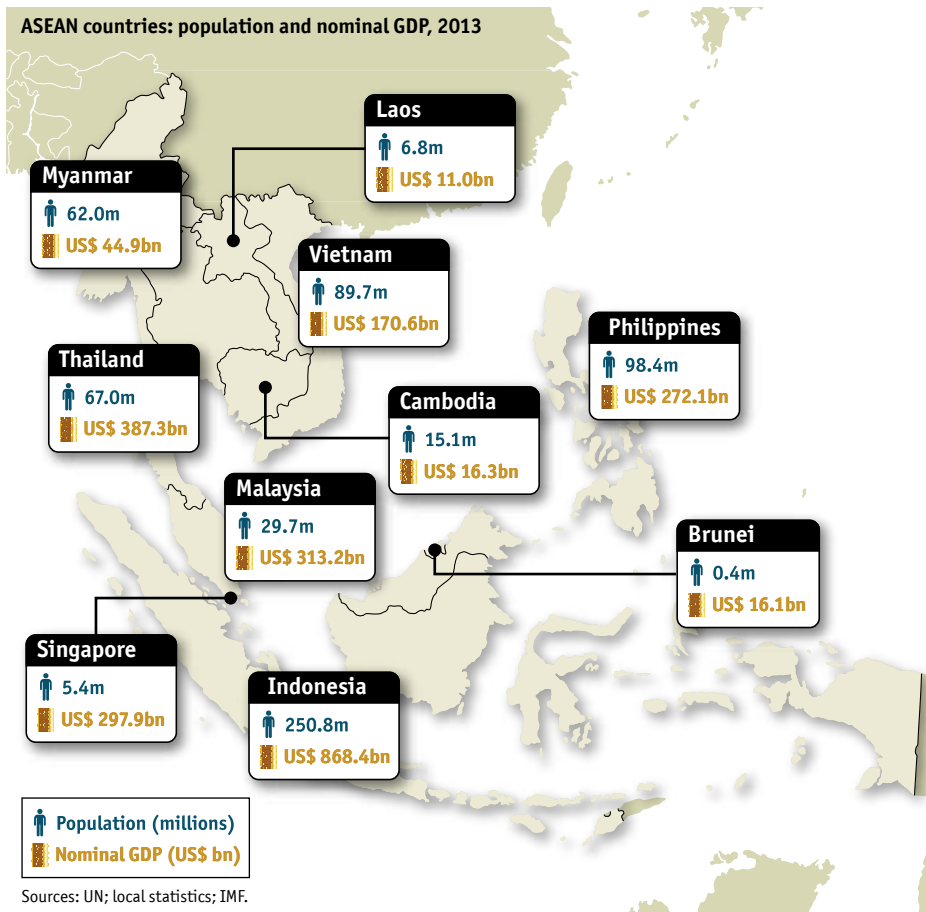 ASEAN countries: population and nominal GDP, 2013
Laos
6.8m
US$ 11.0bn
Myanmar
62.0m
US$ 44.9bn
Vietnam
89.7m
US$ 170.6bn
Philippines
98.4m
US$ 272.1bn
Thailand
67.0m
US$ 387.3bn
Cambodia
15.1m
US$ 16.3bn
Malaysia
29.7m
US$ 313.2bn
Brunei
0.4m
US$ 16.1bn
Singapore
5.4m
US$ 297.9bn
Indonesia
250.8m
US$ 868.4bn
Population (millions)
Nominal GDP (US$ bn)
Sources: UN; local statistics; IMF.